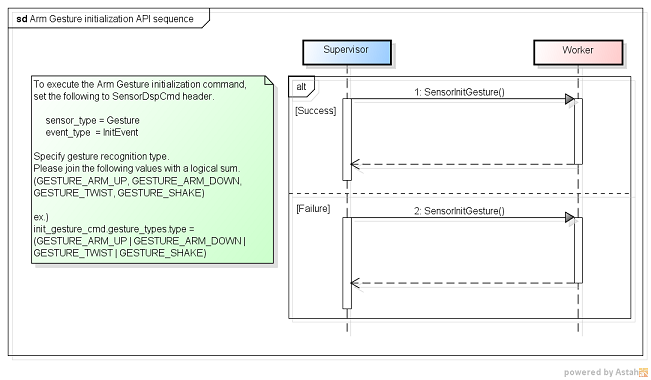 sd Arm Gesture initialization API sequence
Supervisor
Worker
To execute the Arm Gesture initialization command,
set the following to SensorDspCmd header.
sensor_type = Gesture
event_type = InitEvent
Specify gesture recognition type.
Please join the following values with a logical sum.
(GESTURE_ARM_UP, GESTURE_ARM_DOWN,
GESTURE_TWIST, GESTURE_SHAKE)
ex.)
init_gesture_cmd.gesture_types.type =
(GESTURE_ARM_UP | GESTURE_ARM_DOWN |
GESTURE_TWIST | GESTURE_SHAKE)
alt
[Success]
1: SensorInitGesture()
[Failure]
2: SensorInitGesture()
powered by Astah